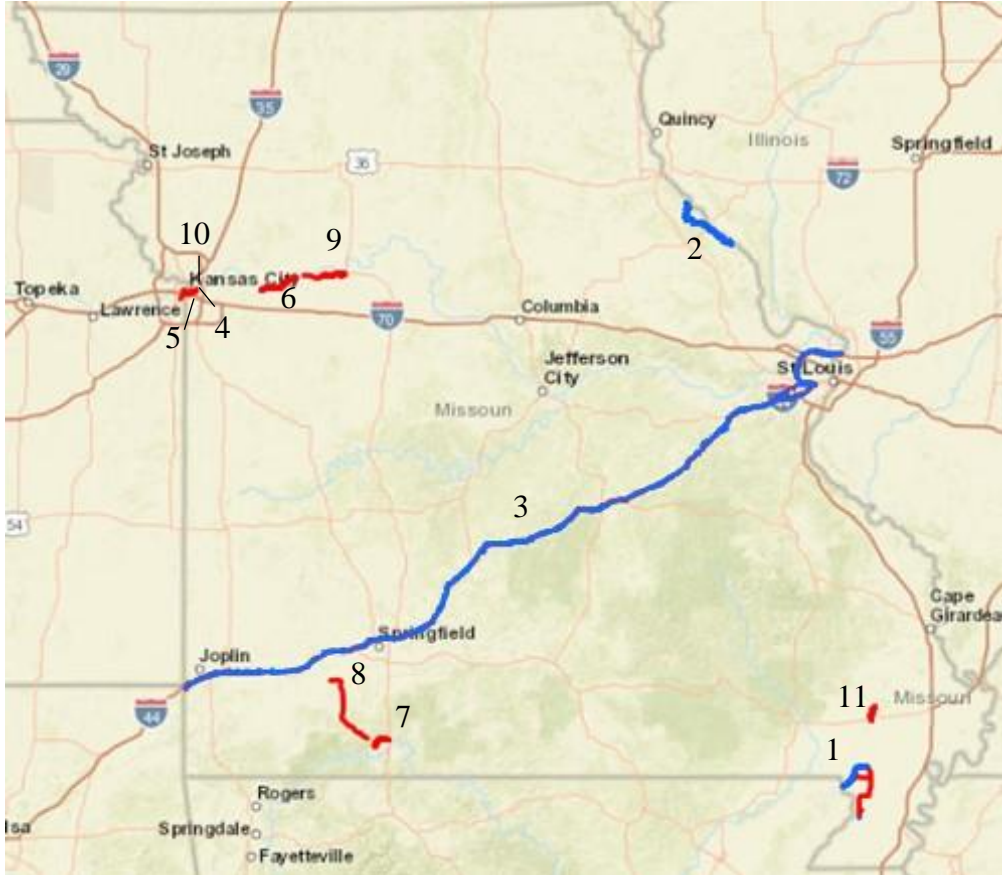 29
35
Quincy
Illinois
Springfield
St Joseph
36
72
10
9
2
Kansas City
Topeka
Lawrence
6
5
4
70
Columbia
55
Jefferson
City
St Louis
Missouri
3
54
Cape
Girardea
Springfield
Joplin
8
11
Missouri
7
44
1
Rogers
Springdale
Fayetteville
lsa